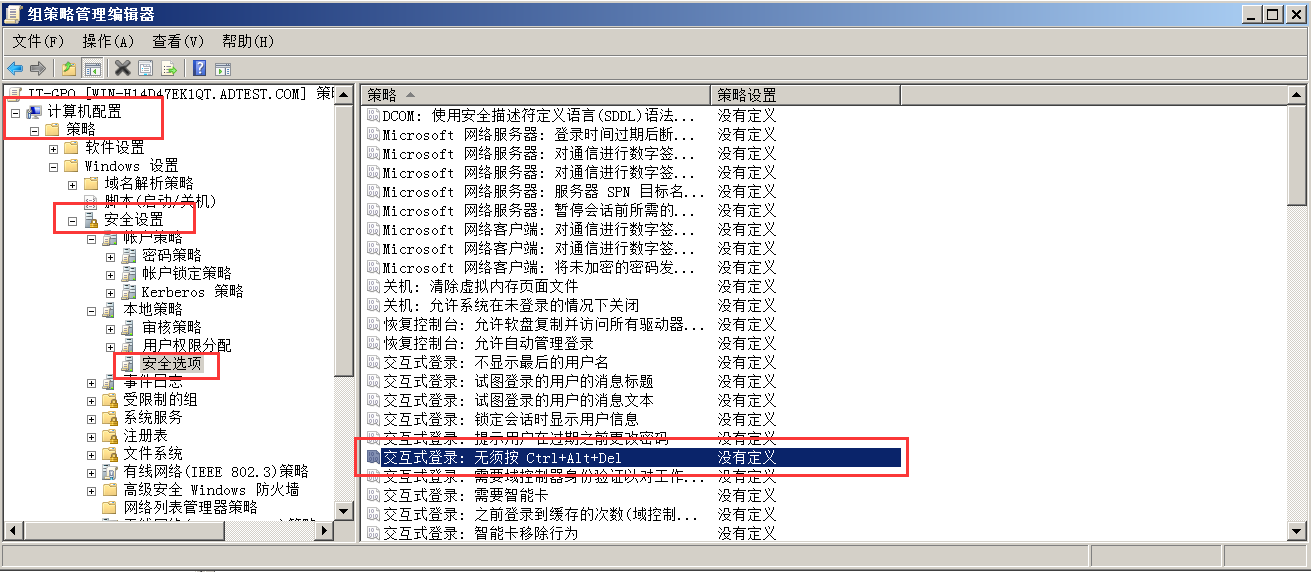 组策略管理编辑器
文件(F) 操作(A) 查看(V) 帮助(H)
IT-GPO [WIN-H14D47EK1QT.ADTEST.COM] 策
计算机配置
策略
软件设置
Windows 设置
域名解析策略
脚本(启动/关机)
安全设置
帐户策略
密码策略
帐户锁定策略
Kerberos 策略
本地策略
审核策略
用户权限分配
安全选项
事件日志
受限制的组
系统服务
注册表
文件系统
有线网络(IEEE 802.3)策略
高级安全 Windows 防火墙
网络列表管理器策略
策略 策略设置
DCOM: 使用安全描述符定义语言(SDDL)语法... 没有定义
Microsoft 网络服务器: 登录时间过期后断... 没有定义
Microsoft 网络服务器: 对通信进行数字签... 没有定义
Microsoft 网络服务器: 对通信进行数字签... 没有定义
Microsoft 网络服务器: 服务器 SPN 目标名... 没有定义
Microsoft 网络服务器: 暂停会话前所需的... 没有定义
Microsoft 网络客户端: 对通信进行数字签... 没有定义
Microsoft 网络客户端: 对通信进行数字签... 没有定义
Microsoft 网络客户端: 将未加密的密码发... 没有定义
关机: 清除虚拟内存页面文件 没有定义
关机: 允许系统在未登录的情况下关闭 没有定义
恢复控制台: 允许软盘复制并访问所有驱动器... 没有定义
恢复控制台: 允许自动管理登录 没有定义
交互式登录: 不显示最后的用户名 没有定义
交互式登录: 试图登录的用户的消息标题 没有定义
交互式登录: 试图登录的用户的消息文本 没有定义
交互式登录: 锁定会话时显示用户信息 没有定义
交互式登录: 提示用户在过期之前更改密码 没有定义
交互式登录: 无须按 Ctrl+Alt+Del 没有定义
交互式登录: 需要域控制器身份验证以对工作... 没有定义
交互式登录: 需要智能卡 没有定义
交互式登录: 之前登录到缓存的次数(域控制... 没有定义
交互式登录: 智能卡移除行为 没有定义